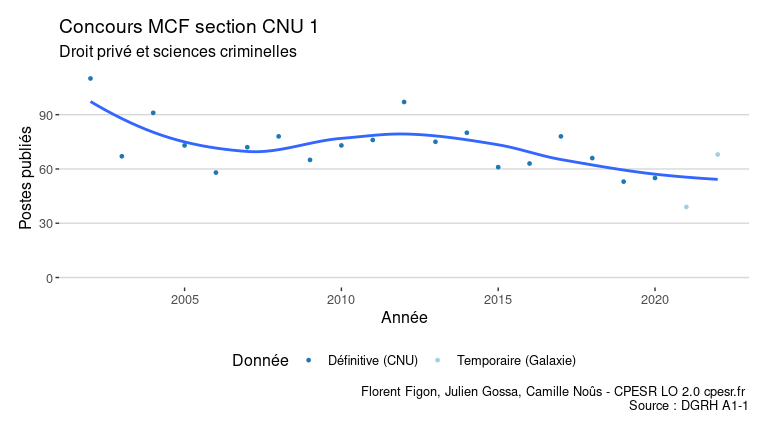 Concours MCF section CNU 1
Droit privé et sciences criminelles
Postes publiés
90
60
30
0
2005 2010 2015 2020
Année
Donnée Définitive (CNU) Temporaire (Galaxie)
Florent Figon, Julien Gossa, Camille Noûs - CPESR LO 2.0 cpesr.fr
Source : DGRH A1-1